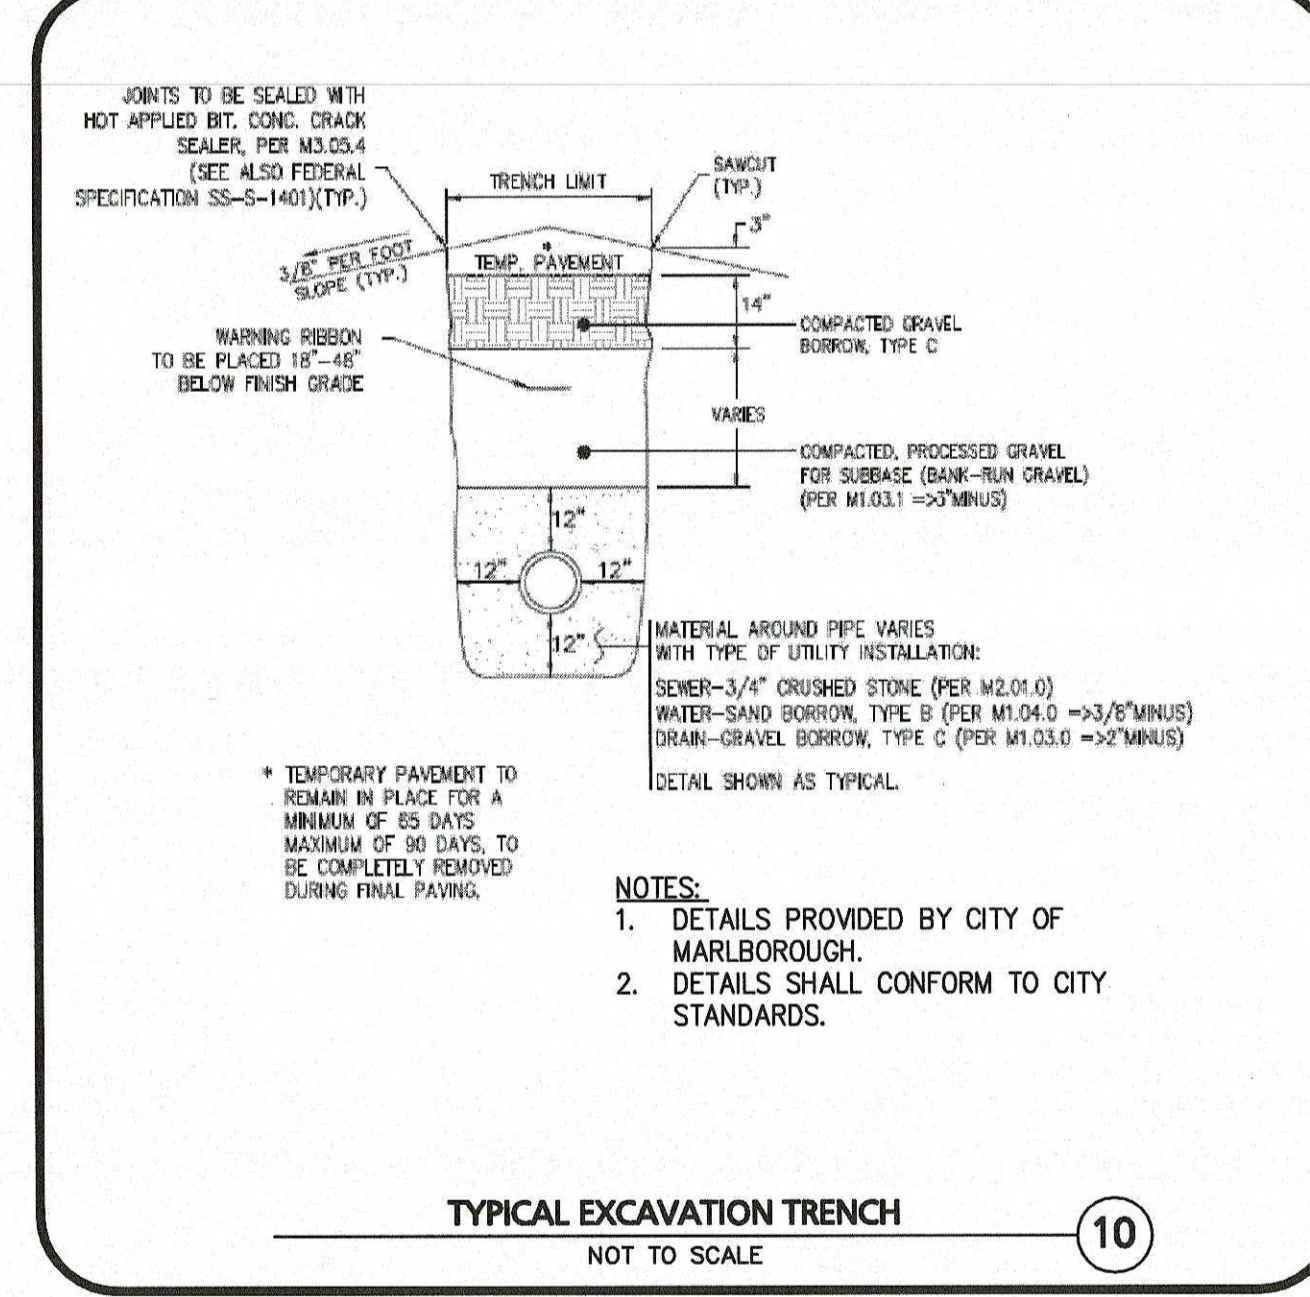 JOINTS TO BE SEALED WITH
HOT APPLIED BIT. CONC. CRACK
SEALER, PER M3.05.4
(SEE ALSO FEDERAL
SPECIFICATION SS-S-1401)(TYP.)
TRENCH LIMIT
SAWCUT
(TYP.)
3"
3/8" PER FOOT
SLOPE (TYP.)
*
TEMP. PAVEMENT
14"
COMPACTED GRAVEL
BORROW, TYPE C
WARNING RIBBON
TO BE PLACED 18"-48"
BELOW FINISH GRADE
VARIES
COMPACTED, PROCESSED GRAVEL
FOR SUBBASE (BANK-RUN GRAVEL)
(PER M1.03.1 =>3"MINUS)
12"
12"
12"
12"
MATERIAL AROUND PIPE VARIES
WITH TYPE OF UTILITY INSTALLATION:
SEWER-3/4" CRUSHED STONE (PER M2.01.0)
WATER-SAND BORROW, TYPE B (PER M1.04.0 =>3/8"MINUS)
DRAIN-GRAVEL BORROW, TYPE C (PER M1.03.0 =>2"MINUS)
DETAIL SHOWN AS TYPICAL.
* TEMPORARY PAVEMENT TO
REMAIN IN PLACE FOR A
MINIMUM OF DAYS
MAXIMUM OF 90 DAYS, TO
BE COMPLETELY REMOVED
DURING FINAL PAVING.
NOTES:
1. DETAILS PROVIDED BY CITY OF
MARLBOROUGH.
2. DETAILS SHALL CONFORM TO CITY
STANDARDS.
TYPICAL EXCAVATION TRENCH
10
NOT TO SCALE